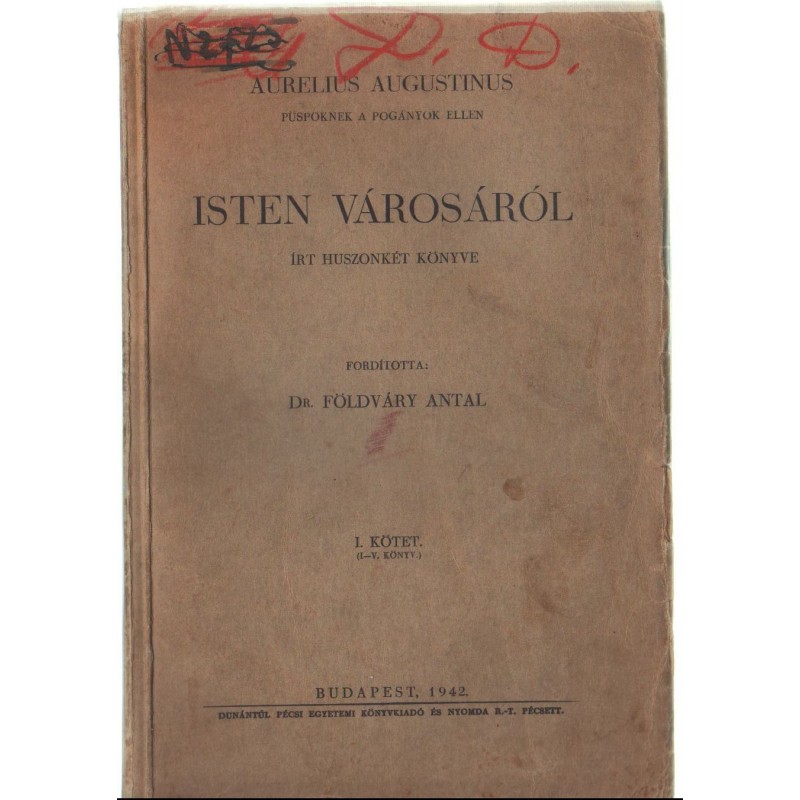 L. D.
AURELIUS AUGUSTINUS
PÜSPÖKNEK A POGÁNYOK ELLEN
ISTEN VÁROSÁRÓL
ÍRT HUSZONKÉT KÖNYVE
FORDÍTOTTA:
DR. FÖLDVÁRY ANTAL
I. KÖTET.
(I—V. KÖNYV.)
BUDAPEST, 1942.
DUNÁNTÚL PÉCSI EGYETEMI KÖNYVKIADÓ ÉS NYOMDA R.-T. PÉCSETT.